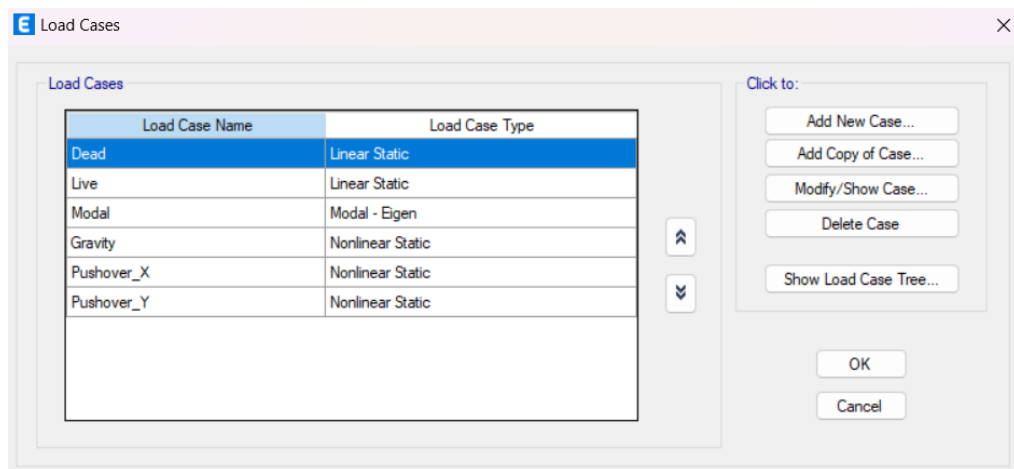 E Load Cases
Load Cases
Load Case Name Load Case Type
Dead Linear Static
Live Linear Static
Modal Modal - Eigen
Gravity Nonlinear Static
Pushover_X Nonlinear Static
Pushover_Y Nonlinear Static
Click to:
Add New Case...
Add Copy of Case...
Modify/Show Case...
Delete Case
Show Load Case Tree...
OK
Cancel